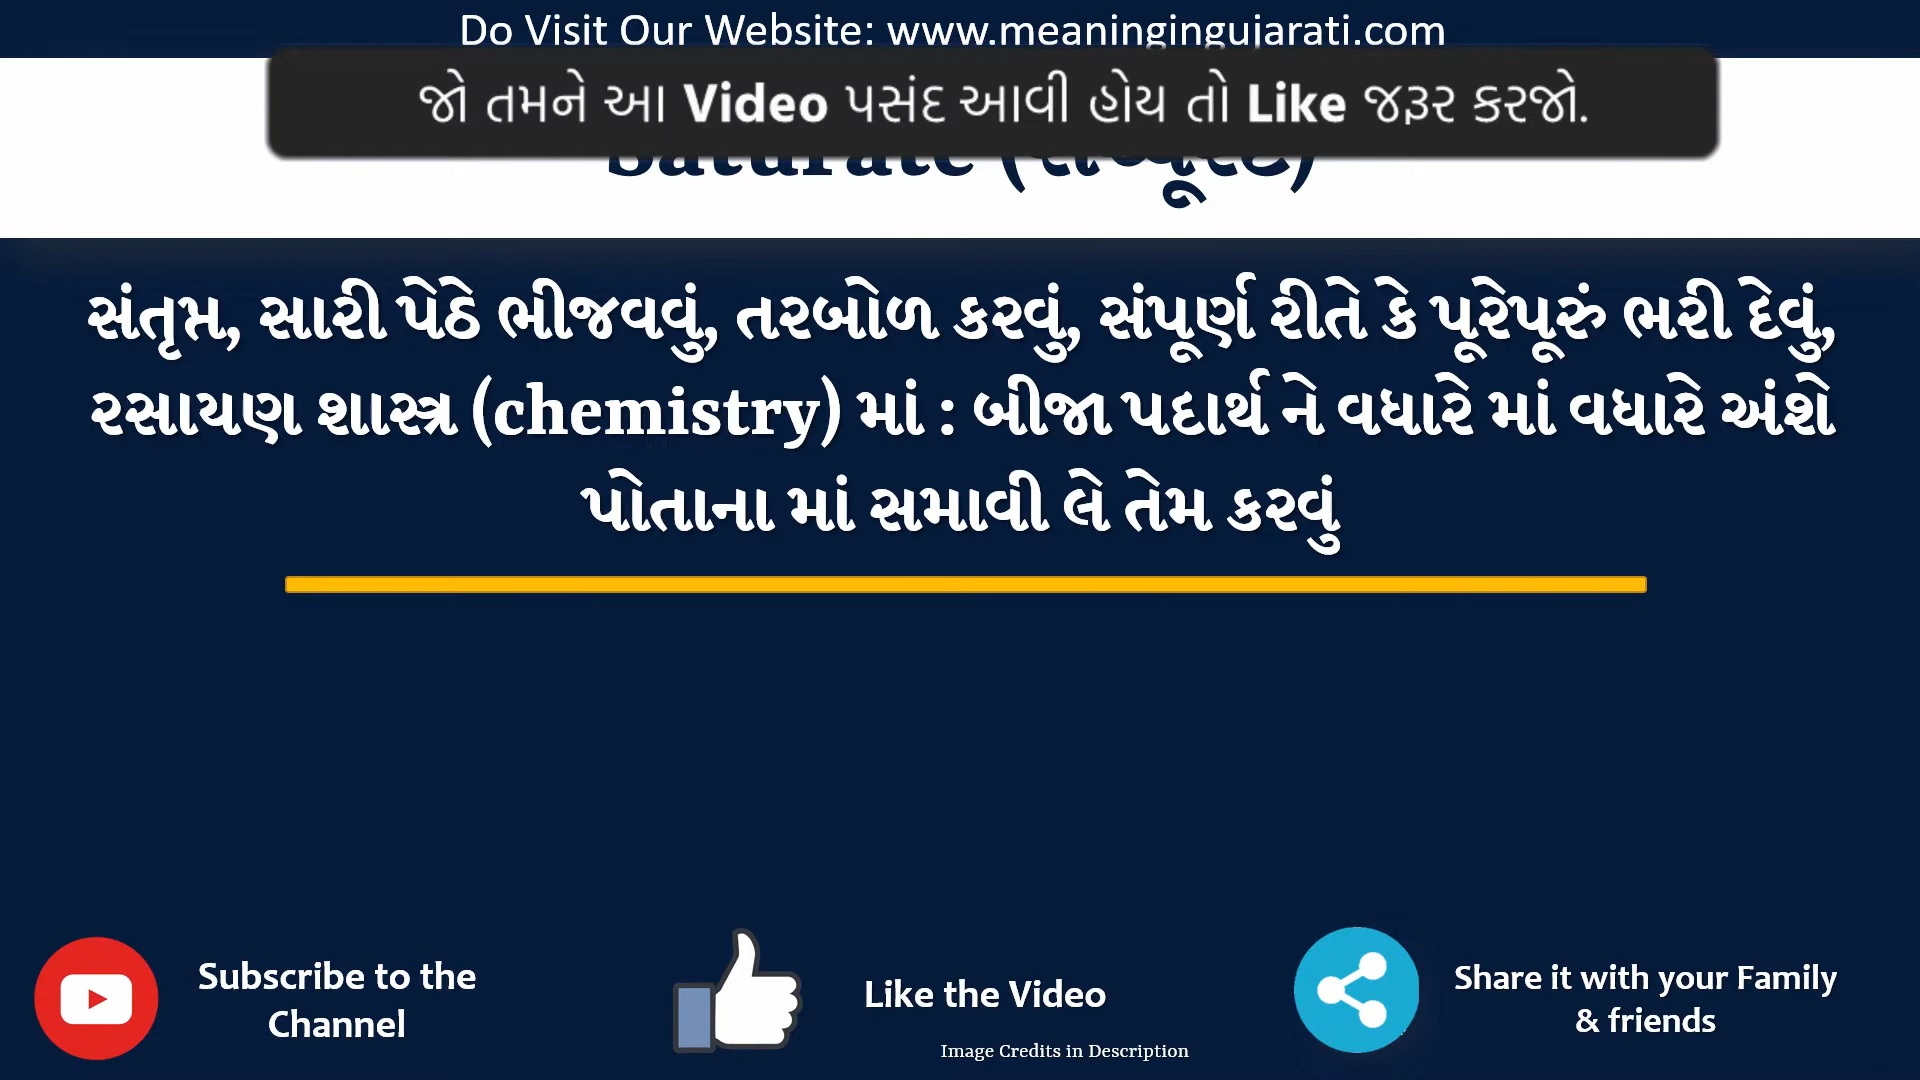 Do Visit Our Website: www.meaningingujarati.com
જો તમને આ Video પસંદ આવી હોય તો Like જરૂર કરજો.
Saturate
સંતૃપ્ત, સારી પેઠે ભીજવવું, તરબોળ કરવું, સંપૂર્ણ રીતે કે પૂરેપૂરું ભરી દેવું,
રસાયણ શાસ્ત્ર (chemistry) માં : બીજા પદાર્થ ને વધારે માં વધારે અંશે
પોતાના માં સમાવી લે તેમ કરવું
Subscribe to the
Channel
Like the Video
Share it with your Family
& friends
Image Credits in Description